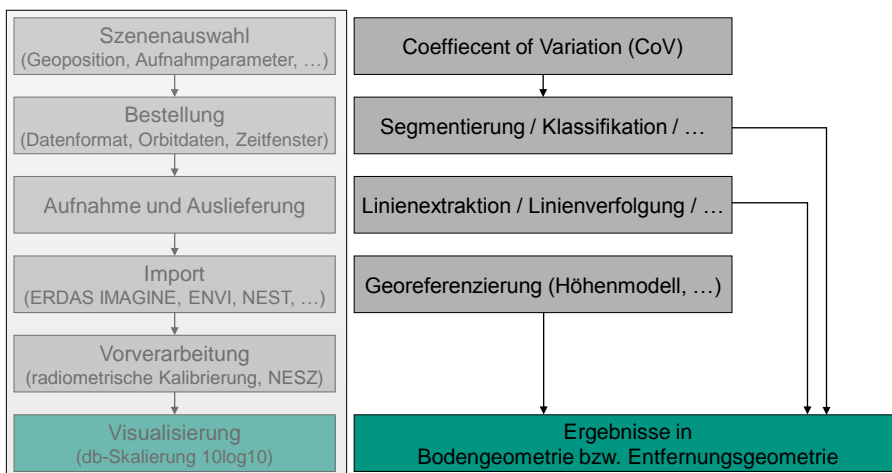 Szenenauswahl
(Geoposition, Aufnahmparameter, …)
Bestellung
(Datenformat, Orbitdaten, Zeitfenster)
Aufnahme und Auslieferung
Import
(ERDAS IMAGINE, ENVI, NEST, …)
Vorverarbeitung
(radiometrische Kalibrierung, NESZ)
Visualisierung
(db-Skalierung 10log10)
Coeffiecent of Variation (CoV)
Segmentierung / Klassifikation / …
Linienextraktion / Linienverfolgung / …
Georeferenzierung (Höhenmodell, …)
Ergebnisse in
Bodengeometrie bzw. Entfernungsgeometrie